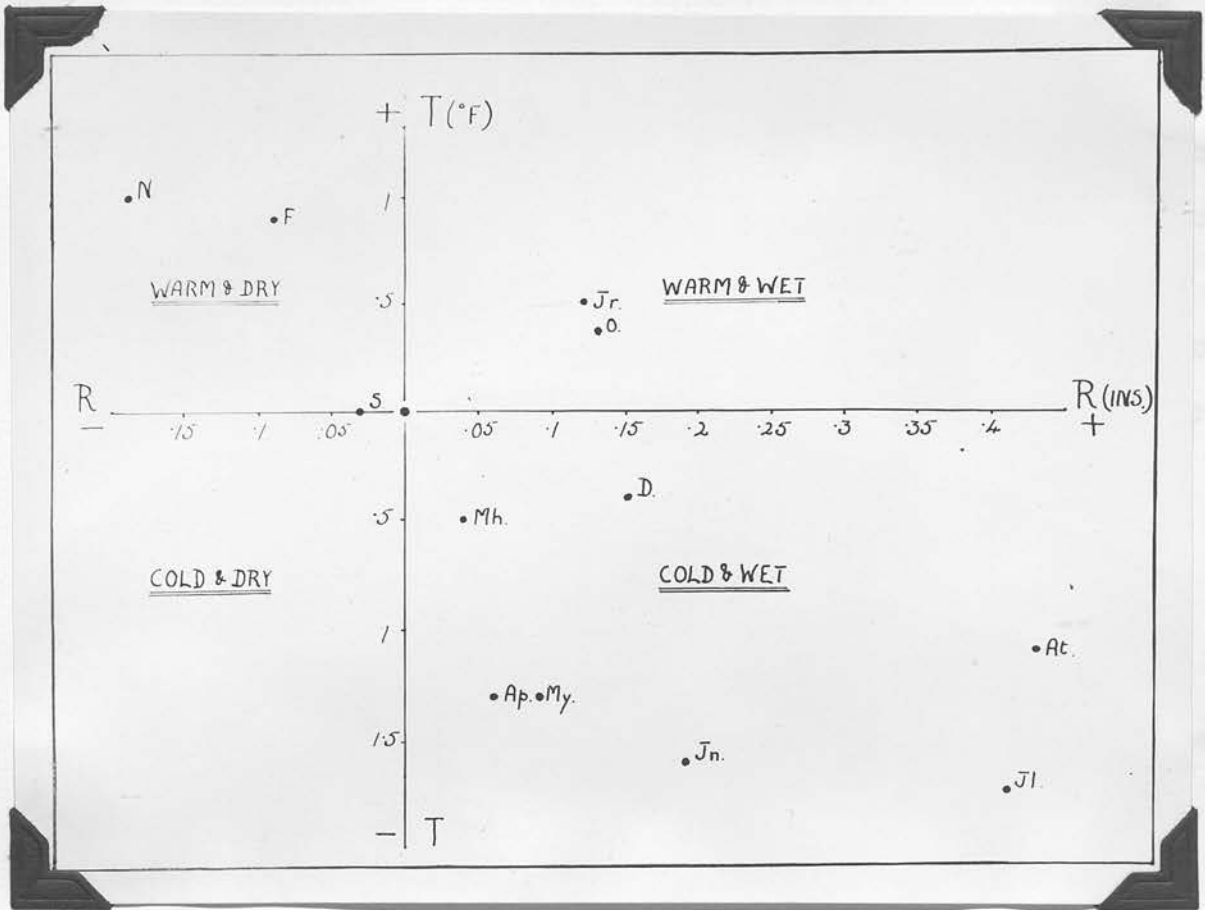 + T (°F)
N
1
F
WARM & DRY
WARM & WET
·5
Jr.
O.
R
S
R (INS.)
−
·15 ·1 ·05
·05 ·1 ·15 ·2 ·25 ·3 ·35 ·4
+
D.
·5
Mh.
COLD & DRY
COLD & WET
1
At.
Ap.
My.
1·5
Jn.
Jl.
− T